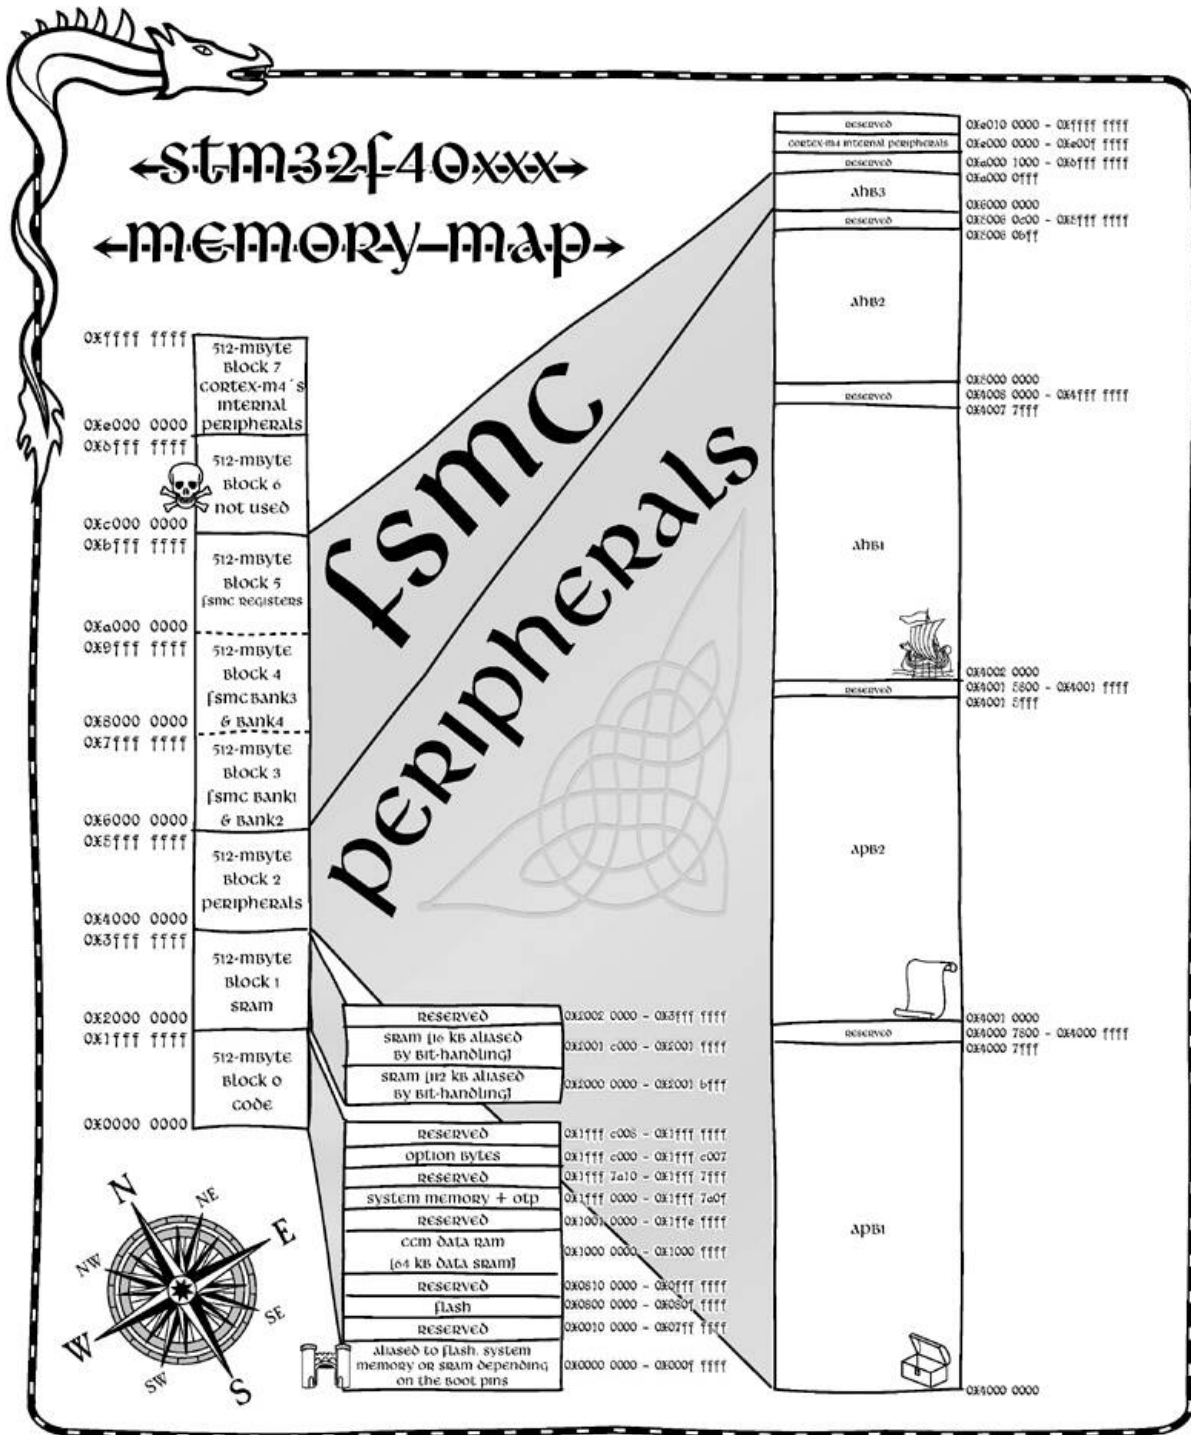 stm32f40xxx
memory map
0xffff ffff
512-mbyte
block 7
cortex-m4´s
internal
peripherals
0xe000 0000
0xdfff ffff
512-mbyte
block 6
not used
0xc000 0000
0xbfff ffff
512-mbyte
block 5
fsmc registers
0xa000 0000
0x9fff ffff
512-mbyte
block 4
fsmc bank3
& bank4
0x8000 0000
0x7fff ffff
512-mbyte
block 3
fsmc bank1
& bank2
0x6000 0000
0x5fff ffff
512-mbyte
block 2
peripherals
0x4000 0000
0x3fff ffff
512-mbyte
block 1
sram
0x2000 0000
0x1fff ffff
512-mbyte
block 0
code
0x0000 0000
fsmc
peripherals
reserved 0xe010 0000 - 0xffff ffff
cortex-m4 internal peripherals 0xe000 0000 - 0xe00f ffff
reserved 0xa000 1000 - 0xdfff ffff
0xa000 0fff
ahb3
0x6000 0000
reserved 0x5006 0c00 - 0x5fff ffff
0x5006 0bff
ahb2
0x5000 0000
reserved 0x4008 0000 - 0x4fff ffff
0x4007 7fff
ahb1
0x4002 0000
reserved 0x4001 5800 - 0x4001 ffff
0x4001 5fff
apb2
0x4001 0000
reserved 0x4000 7800 - 0x4000 ffff
0x4000 7fff
apb1
0x4000 0000
reserved 0x2002 0000 - 0x3fff ffff
sram [16 kb aliased
by bit-handling] 0x2001 c000 - 0x2001 ffff
sram [112 kb aliased
by bit-handling] 0x2000 0000 - 0x2001 bfff
reserved 0x1fff c008 - 0x1fff ffff
option bytes 0x1fff c000 - 0x1fff c007
reserved 0x1fff 7a10 - 0x1fff 7fff
system memory + otp 0x1fff 0000 - 0x1fff 7a0f
reserved 0x1001 0000 - 0x1ffe ffff
ccm data ram
[64 kb data sram] 0x1000 0000 - 0x1000 ffff
reserved 0x0810 0000 - 0x0fff ffff
flash 0x0800 0000 - 0x080f ffff
reserved 0x0010 0000 - 0x07ff ffff
aliased to flash, system
memory or sram depending
on the boot pins 0x0000 0000 - 0x000f ffff
N
NE
E
SE
S
SW
W
NW